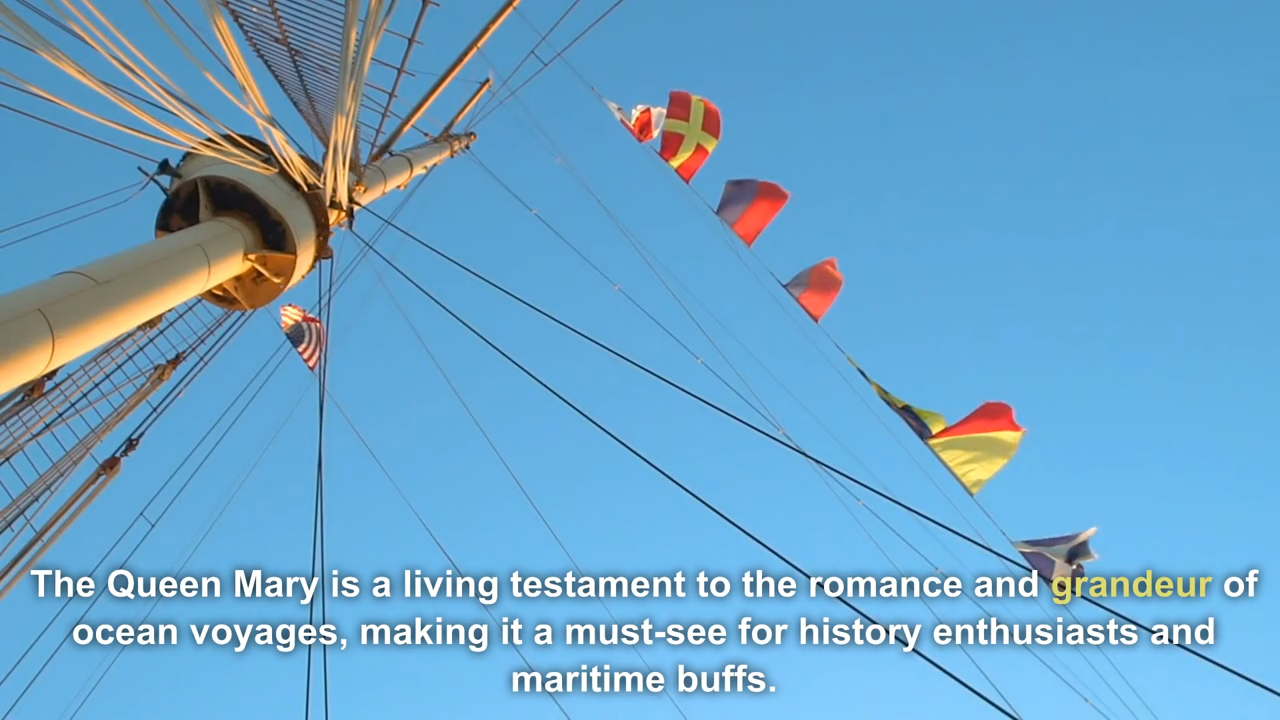 The Queen Mary is a living testament to the romance and grandeur of
ocean voyages, making it a must-see for history enthusiasts and
maritime buffs.